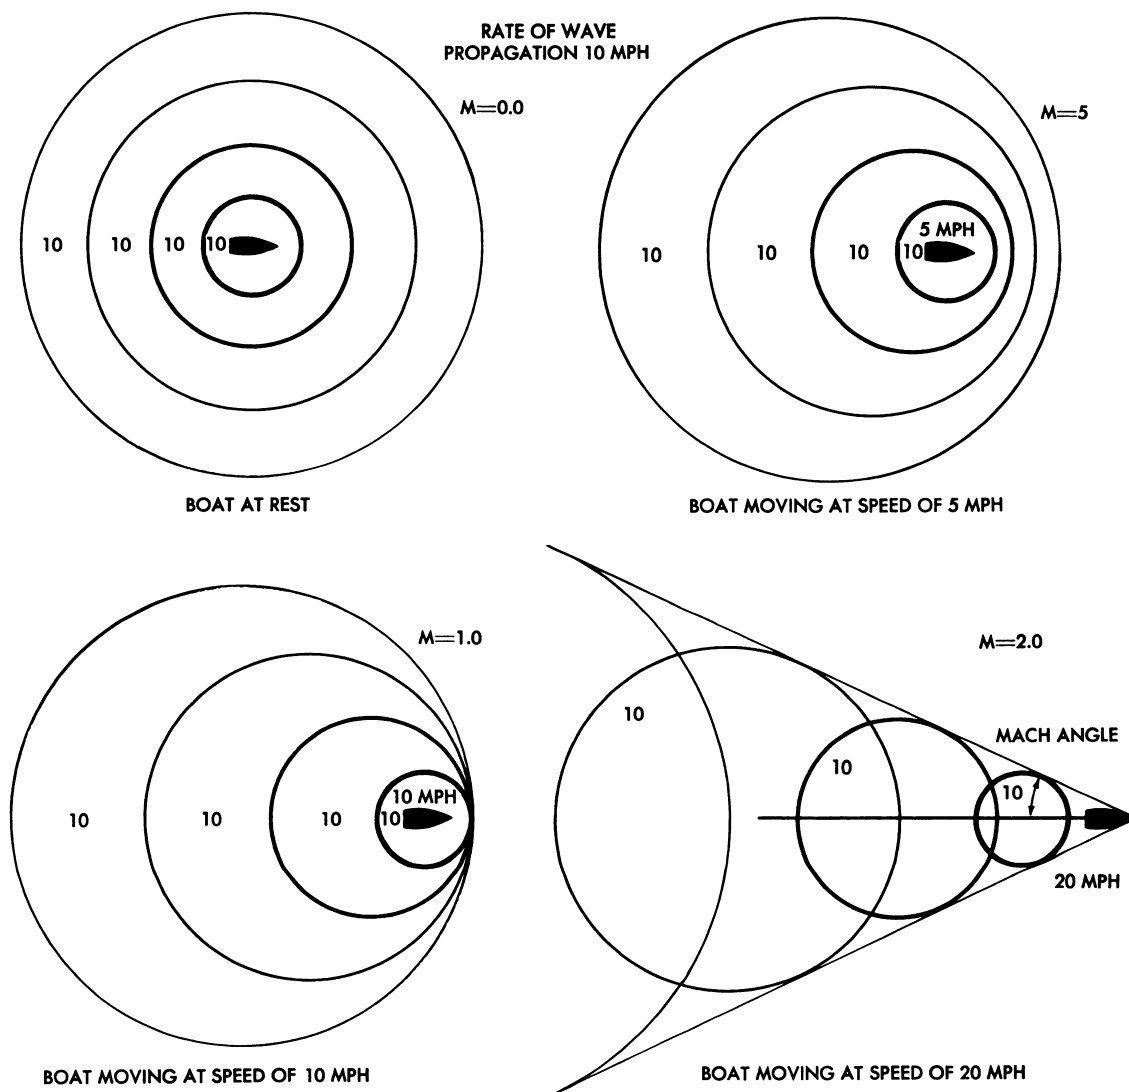 RATE OF WAVE
PROPAGATION 10 MPH
M=0.0
10 10 10 10
BOAT AT REST
M=5
5 MPH
10 10 10 10
BOAT MOVING AT SPEED OF 5 MPH
M=1.0
10 MPH
10 10 10 10
BOAT MOVING AT SPEED OF 10 MPH
M=2.0
10
MACH ANGLE
10
10
20 MPH
BOAT MOVING AT SPEED OF 20 MPH